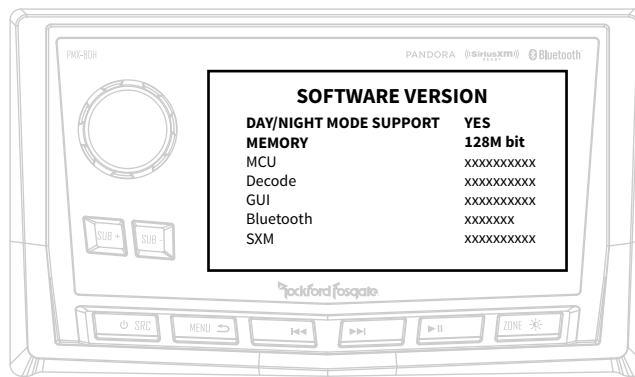 PMX-8DH
PANDORA ((SiriusXM)) READY Bluetooth
SOFTWARE VERSION
DAY/NIGHT MODE SUPPORT YES
MEMORY 128M bit
MCU xxxxxxxxxx
Decode xxxxxxxxxx
GUI xxxxxxxxxx
Bluetooth xxxxxxx
SXM xxxxxxxxxx
SUB + SUB -
Rockford Fosgate
SRC MENU ZONE